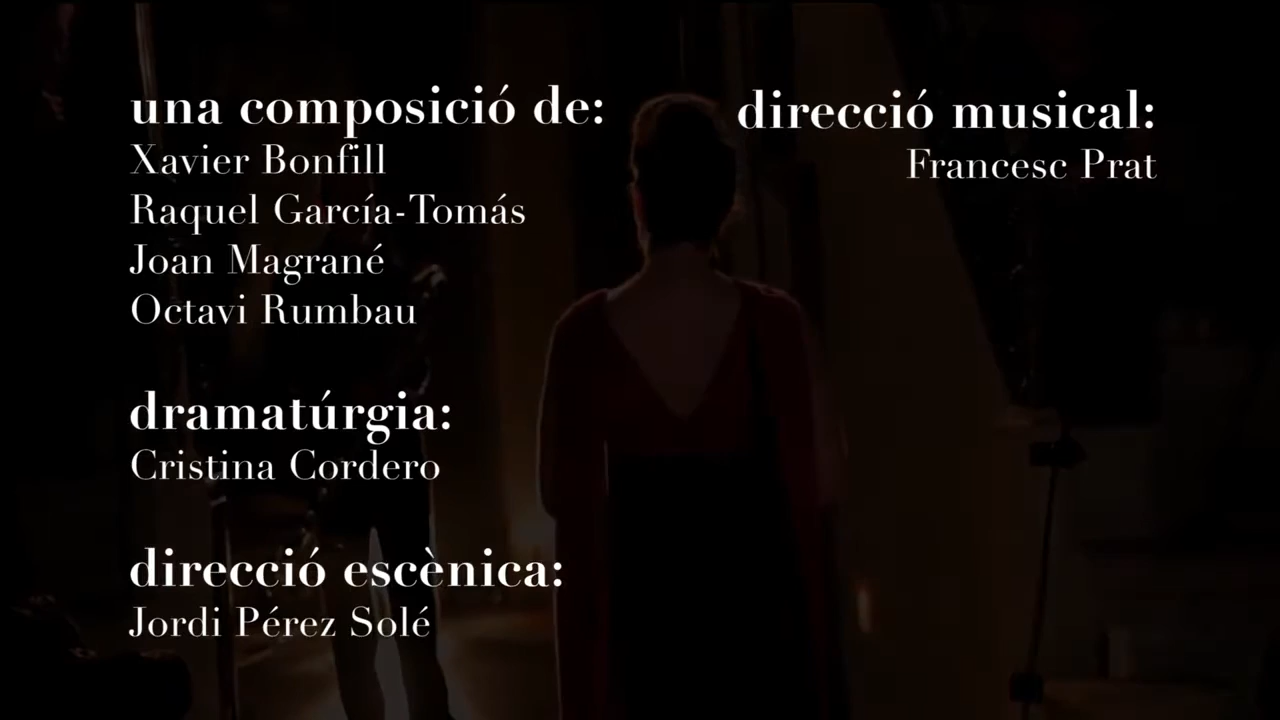 una composició de:
Xavier Bonfill
Raquel García-Tomás
Joan Magrané
Octavi Rumbau
dramatúrgia:
Cristina Cordero
direcció escènica:
Jordi Pérez Solé
direcció musical:
Francesc Prat